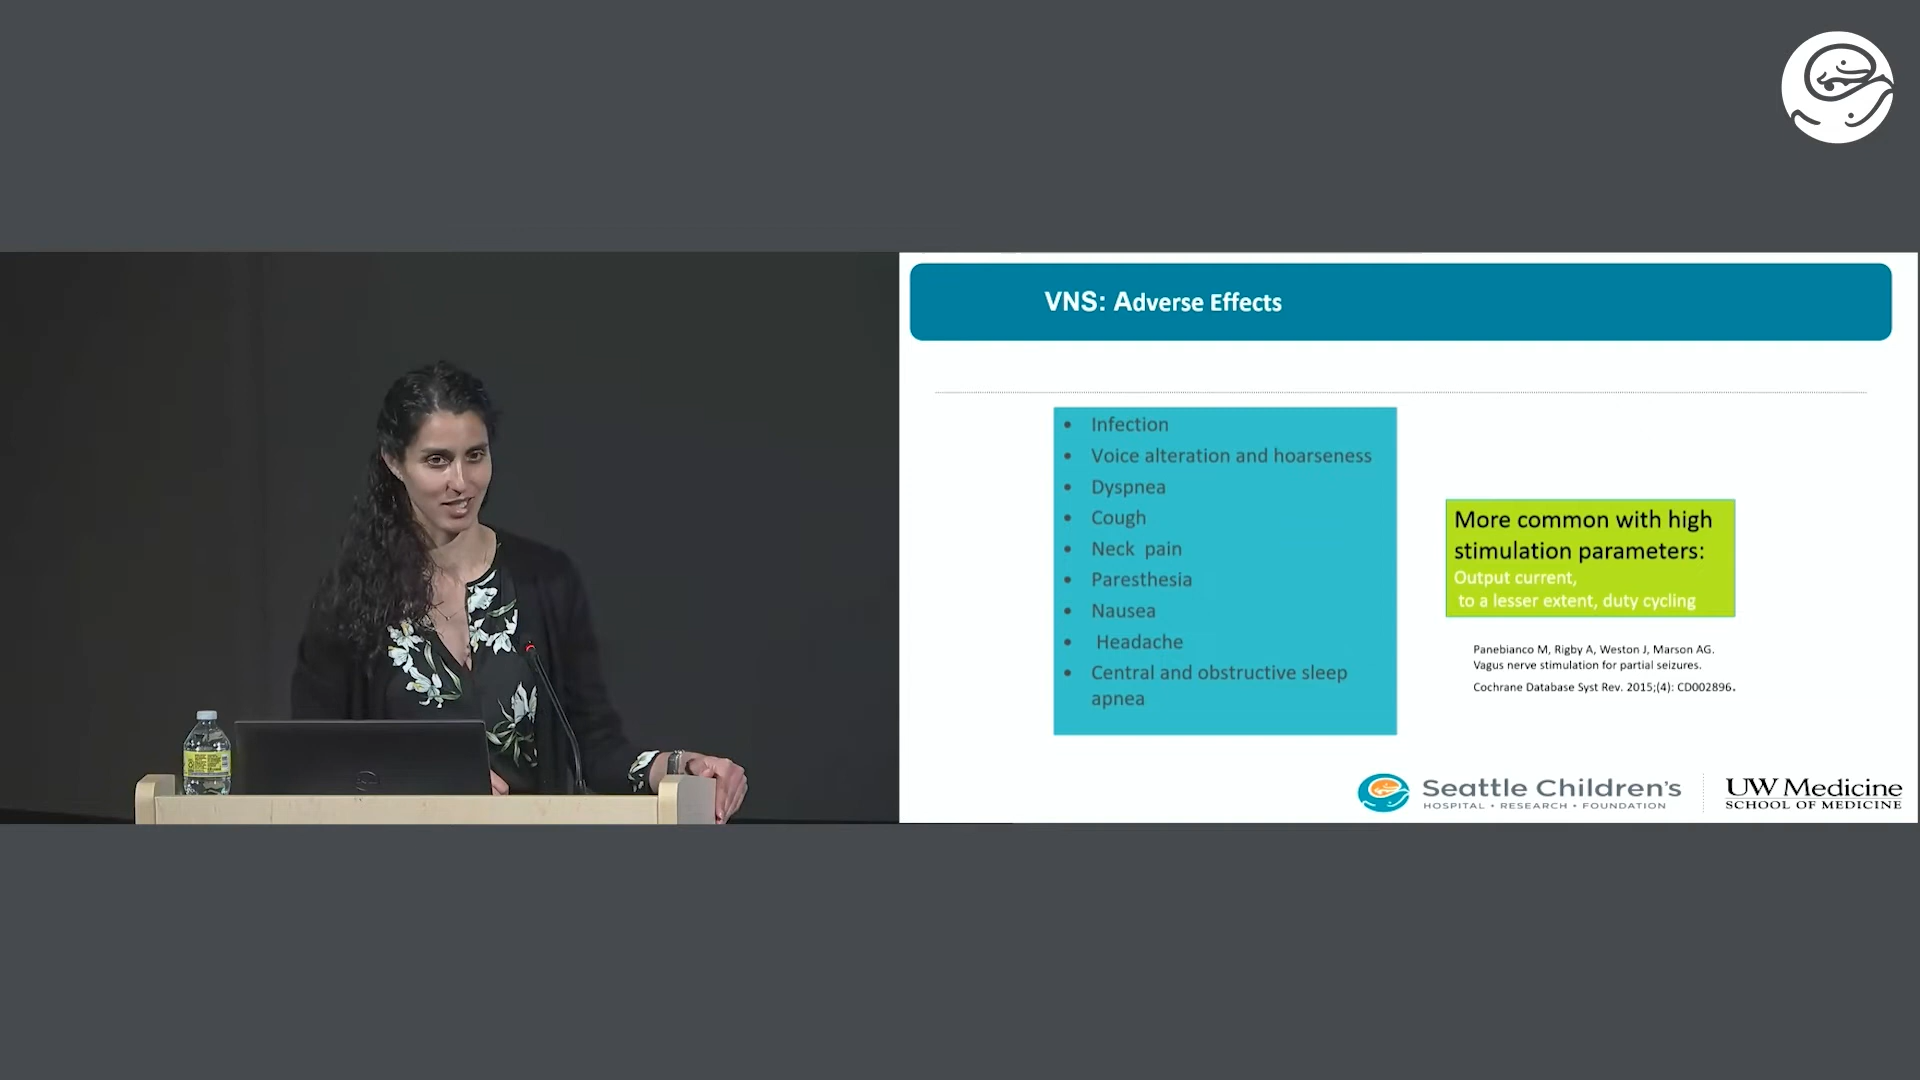 VNS: Adverse Effects
• Infection
• Voice alteration and hoarseness
• Dyspnea
• Cough
• Neck pain
• Paresthesia
• Nausea
• Headache
• Central and obstructive sleep
apnea
More common with high
stimulation parameters:
Output current,
to a lesser extent, duty cycling
Panebianco M, Rigby A, Weston J, Marson AG.
Vagus nerve stimulation for partial seizures.
Cochrane Database Syst Rev. 2015;(4): CD002896.
Seattle Children's
HOSPITAL • RESEARCH • FOUNDATION
UW Medicine
SCHOOL OF MEDICINE